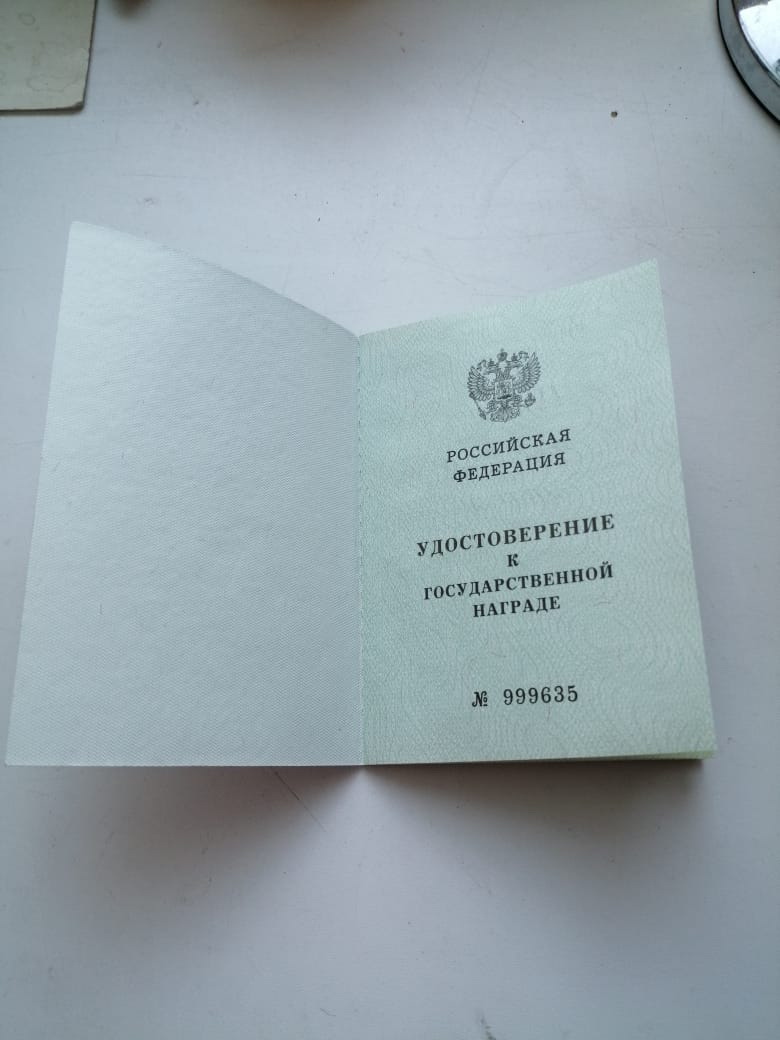 РОССИЙСКАЯ
ФЕДЕРАЦИЯ
УДОСТОВЕРЕНИЕ
К
ГОСУДАРСТВЕННОЙ
НАГРАДЕ
№ 999635